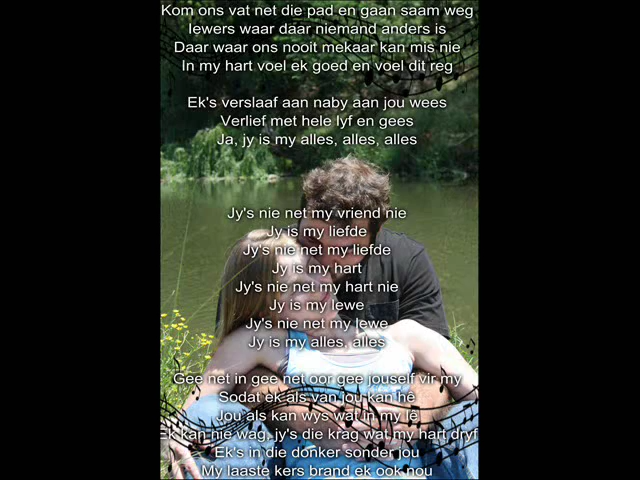 Kom ons vat net die pad en gaan saam weg
Iewers waar daar niemand anders is
Daar waar ons nooit mekaar kan mis nie
In my hart voel ek goed en voel dit reg
Ek's verslaaf aan naby aan jou wees
Verlief met hele lyf en gees
Ja, jy is my alles, alles, alles
Jy's nie net my vriend nie
Jy is my liefde
Jy's nie net my liefde
Jy is my hart
Jy's nie net my hart nie
Jy is my lewe
Jy's nie net my lewe
Jy is my alles, alles
Gee net in gee net oor gee jouself vir my
Sodat ek als van jou kan hê
Jou als kan wys wat in my lê
Ek kan nie wag, jy's die krag wat my hart dryf
Ek's in die donker sonder jou
My laaste kers brand ek ook nou